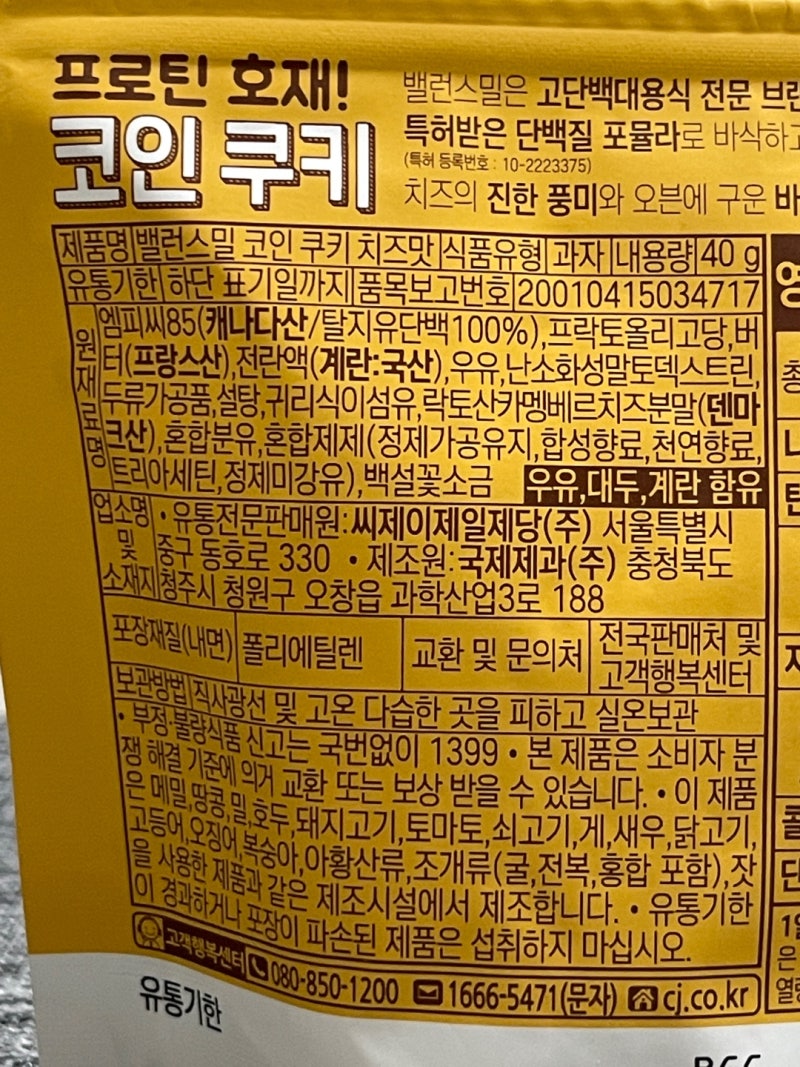 프로틴 호재!
코인 쿠키
밸런스밀은 고단백대용식 전문 브랜
특허받은 단백질 포뮬라로 바삭하고
(특허 등록번호 : 10-2223375)
치즈의 진한 풍미와 오븐에 구운 바
제품명 밸런스밀 코인 쿠키 치즈맛 식품유형 과자 내용량 40 g
유통기한 하단 표기일까지 품목보고번호 20010415034717
원재료명
엠피씨85(캐나다산/탈지유단백100%),프락토올리고당,버
터(프랑스산),전란액(계란:국산),우유,난소화성말토덱스트린,
두류가공품,설탕,귀리식이섬유,락토산카멩베르치즈분말(덴마
크산),혼합분유,혼합제제(정제가공유지,합성향료,천연향료,
트리아세틴,정제미강유),백설꽃소금 우유,대두,계란 함유
업소명 및 소재지
• 유통전문판매원:씨제이제일제당(주) 서울특별시
중구 동호로 330 • 제조원:국제제과(주) 충청북도
청주시 청원구 오창읍 과학산업3로 188
포장재질(내면) 폴리에틸렌 교환 및 문의처 전국판매처 및
고객행복센터
보관방법 직사광선 및 고온 다습한 곳을 피하고 실온보관
• 부정·불량식품 신고는 국번없이 1399 • 본 제품은 소비자 분
쟁 해결 기준에 의거 교환 또는 보상 받을 수 있습니다. • 이 제품
은 메밀,땅콩,밀,호두,돼지고기,토마토,쇠고기,게,새우,닭고기,
고등어,오징어,복숭아,아황산류,조개류(굴,전복,홍합 포함),잣
을 사용한 제품과 같은 제조시설에서 제조합니다. • 유통기한
이 경과하거나 포장이 파손된 제품은 섭취하지 마십시오.
고객행복센터 080-850-1200 1666-5471(문자) cj.co.kr
유통기한